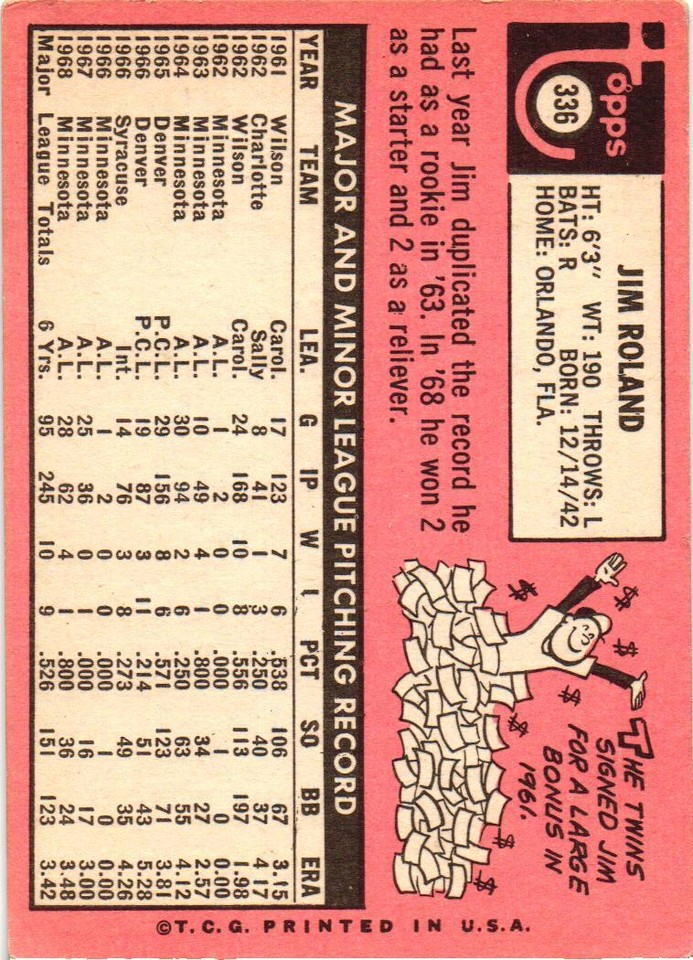 Topps
336
JIM ROLAND
HT: 6'3" WT: 190 THROWS: L
BATS: R BORN: 12/14/42
HOME: ORLANDO, FLA.
Last year Jim duplicated the record he
had as a rookie in '63. In '68 he won 2
as a starter and 2 as a reliever.
THE TWINS
SIGNED JIM
FOR A LARGE
BONUS IN
1961.
$ $ $ $ $ $ $ $
MAJOR AND MINOR LEAGUE PITCHING RECORD
YEAR TEAM LEA. G IP W L PCT SO BB ERA
1961 Wilson Carol. 17 123 7 6 .538 106 67 3.15
1962 Charlotte Sally 8 41 1 3 .250 40 37 4.17
1962 Wilson Carol. 24 168 10 8 .556 113 197 1.98
1962 Minnesota A.L. 1 2 0 0 .000 1 0 0.00
1963 Minnesota A.L. 10 49 4 1 .800 34 27 2.57
1964 Minnesota A.L. 30 94 2 6 .250 63 55 4.12
1965 Denver P.C.L. 29 156 8 6 .571 123 71 3.81
1966 Denver P.C.L. 19 87 3 11 .214 51 43 5.28
1966 Syracuse Int. 14 76 3 8 .273 49 35 4.26
1966 Minnesota A.L. 1 2 0 0 .000 1 0 0.00
1967 Minnesota A.L. 25 36 0 1 .000 16 17 3.00
1968 Minnesota A.L. 28 62 4 1 .800 36 24 3.48
Major League Totals 6 Yrs. 95 245 10 9 .526 151 123 3.42
©T.C.G. PRINTED IN U.S.A.